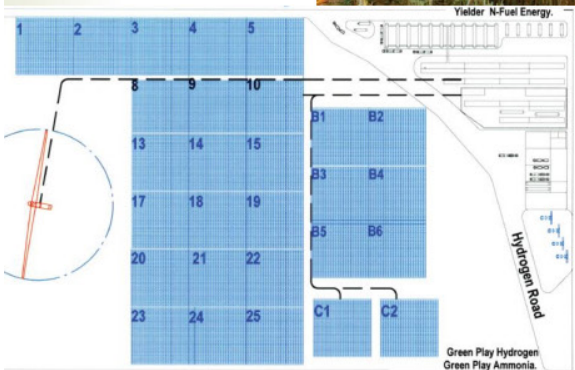 Yielder N-Fuel Energy.
1 2 3 4 5
8 9 10
B1 B2
13 14 15
B3 B4
17 18 19
B5 B6
20 21 22
Hydrogen Road
C1 C2
23 24 25
Green Play Hydrogen
Green Play Ammonia.